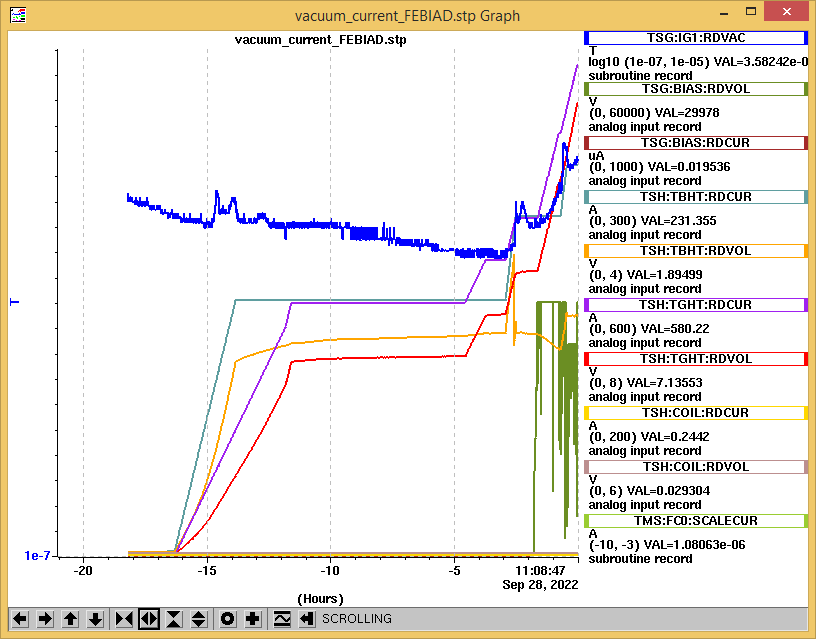 vacuum_current_FEBIAD.stp Graph
vacuum_current_FEBIAD.stp
T
1e-7
-20
-15
-10
-5
11:08:47
Sep 28, 2022
(Hours)
TSG:IG1:RDVAC
T
log10 (1e-07, 1e-05) VAL=3.58242e-0
subroutine record
TSG:BIAS:RDVOL
V
(0, 60000) VAL=29978
analog input record
TSG:BIAS:RDCUR
uA
(0, 1000) VAL=0.019536
analog input record
TSH:TBHT:RDCUR
A
(0, 300) VAL=231.355
analog input record
TSH:TBHT:RDVOL
V
(0, 4) VAL=1.89499
analog input record
TSH:TGHT:RDCUR
A
(0, 600) VAL=580.22
analog input record
TSH:TGHT:RDVOL
V
(0, 8) VAL=7.13553
analog input record
TSH:COIL:RDCUR
A
(0, 200) VAL=0.2442
analog input record
TSH:COIL:RDVOL
V
(0, 6) VAL=0.029304
analog input record
TMS:FC0:SCALECUR
A
(-10, -3) VAL=1.08063e-06
subroutine record
SCROLLING